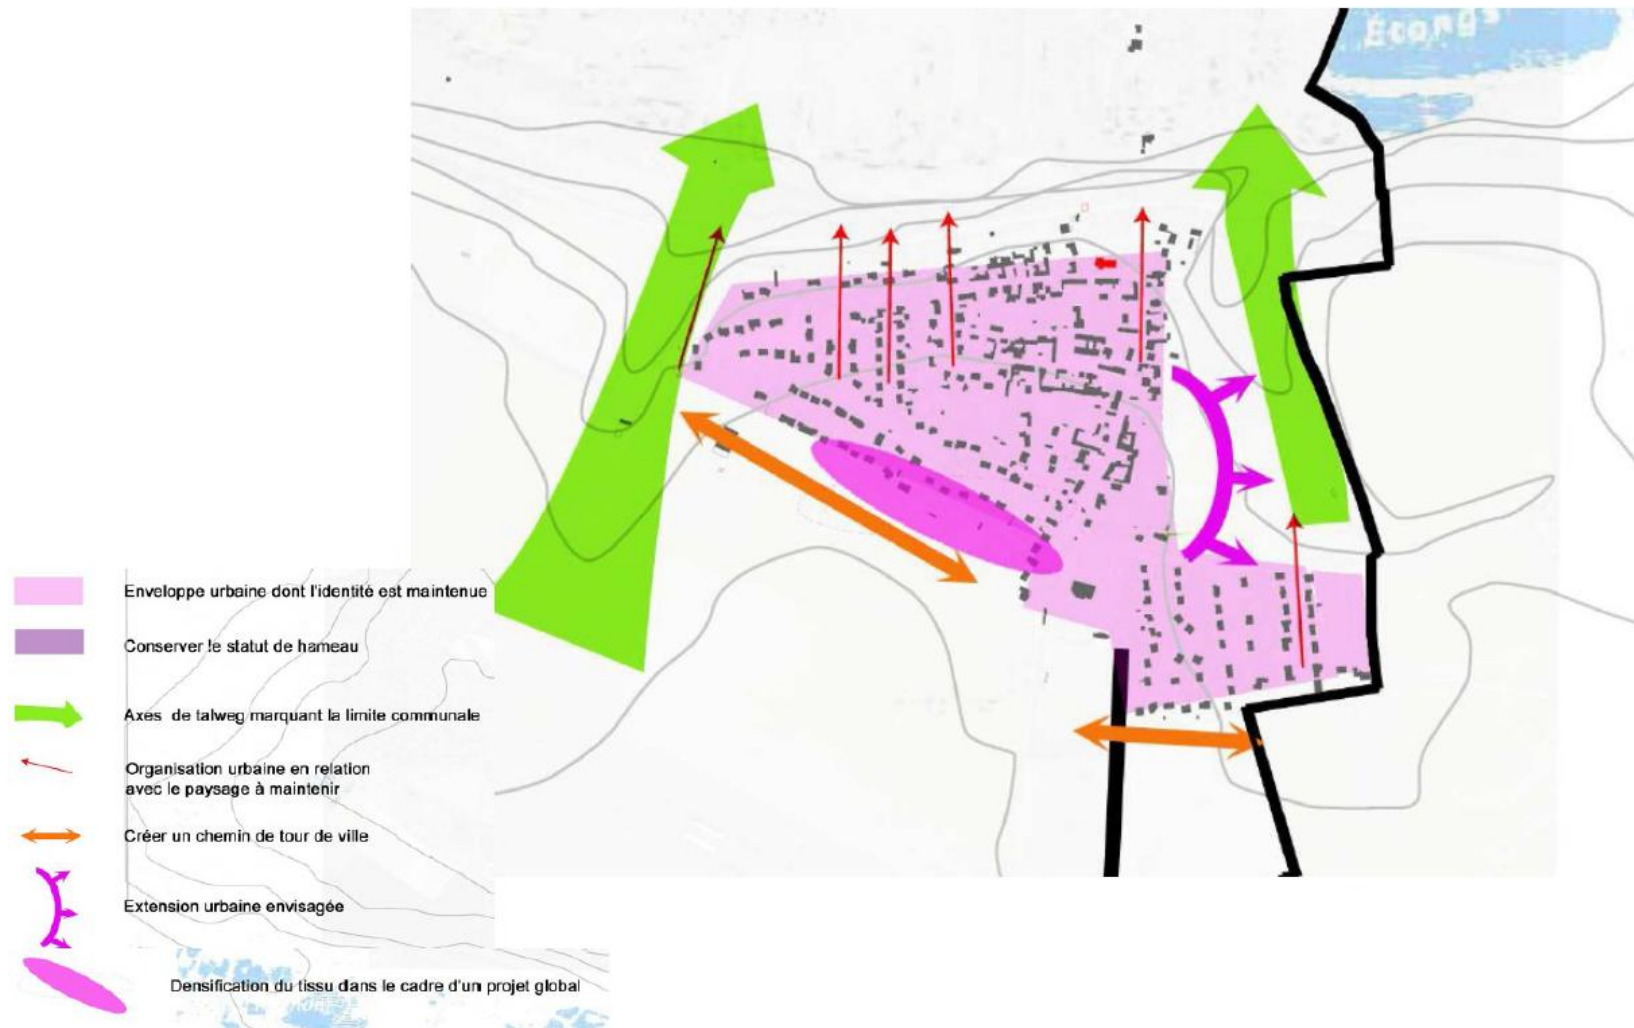 Étangs
Enveloppe urbaine dont l'identité est maintenue
Conserver le statut de hameau
Axes de talweg marquant la limite communale
Organisation urbaine en relation
avec le paysage à maintenir
Créer un chemin de tour de ville
Extension urbaine envisagée
Densification du tissu dans le cadre d'un projet global